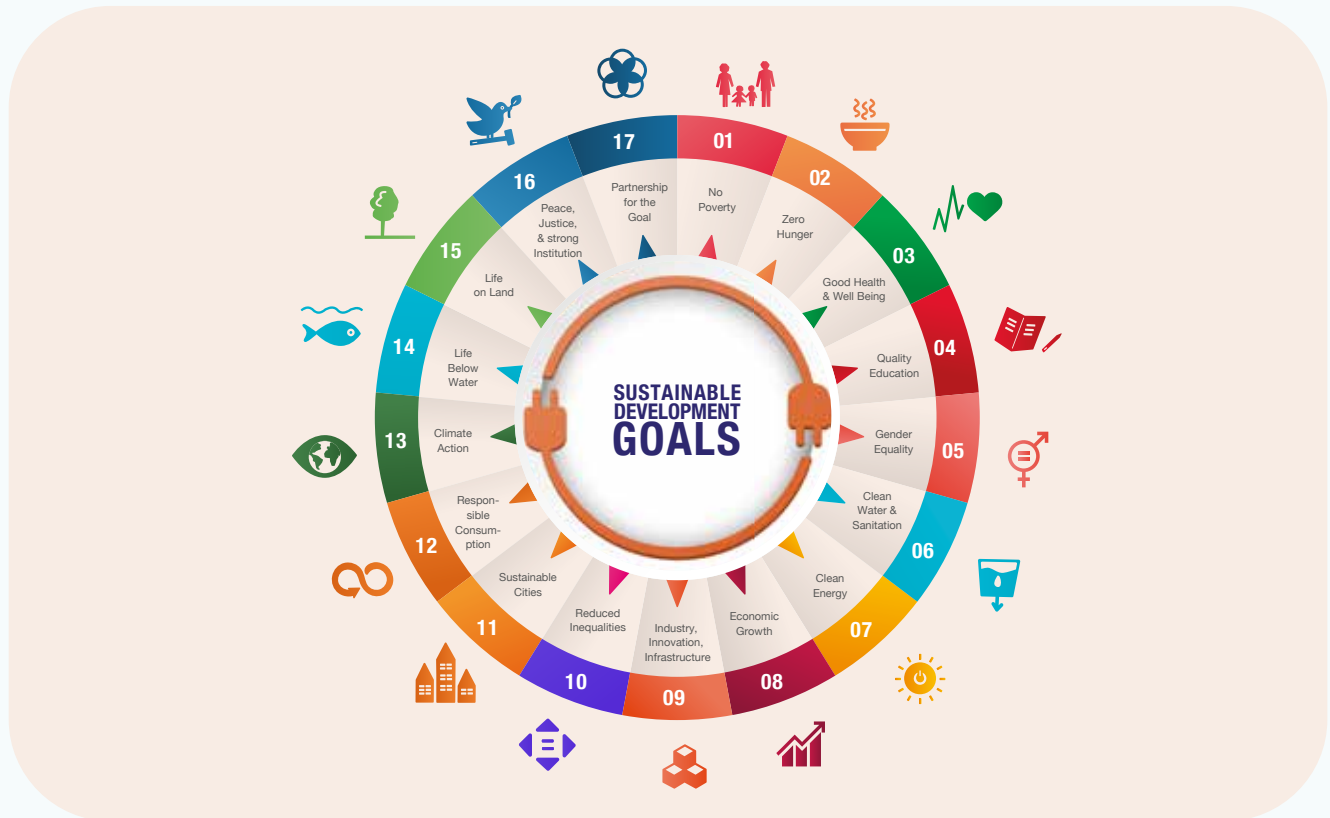 SUSTAINABLE
DEVELOPMENT
GOALS
01
No
Poverty
02
Zero
Hunger
03
Good Health
& Well Being
04
Quality
Education
05
Gender
Equality
06
Clean
Water &
Sanitation
07
Clean
Energy
08
Economic
Growth
09
Industry,
Innovation,
Infrastructure
10
Reduced
Inequalities
11
Sustainable
Cities
12
Respon-
sible
Consum-
ption
13
Climate
Action
14
Life
Below
Water
15
Life
on Land
16
Peace,
Justice,
& strong
Institution
17
Partnership
for the
Goal